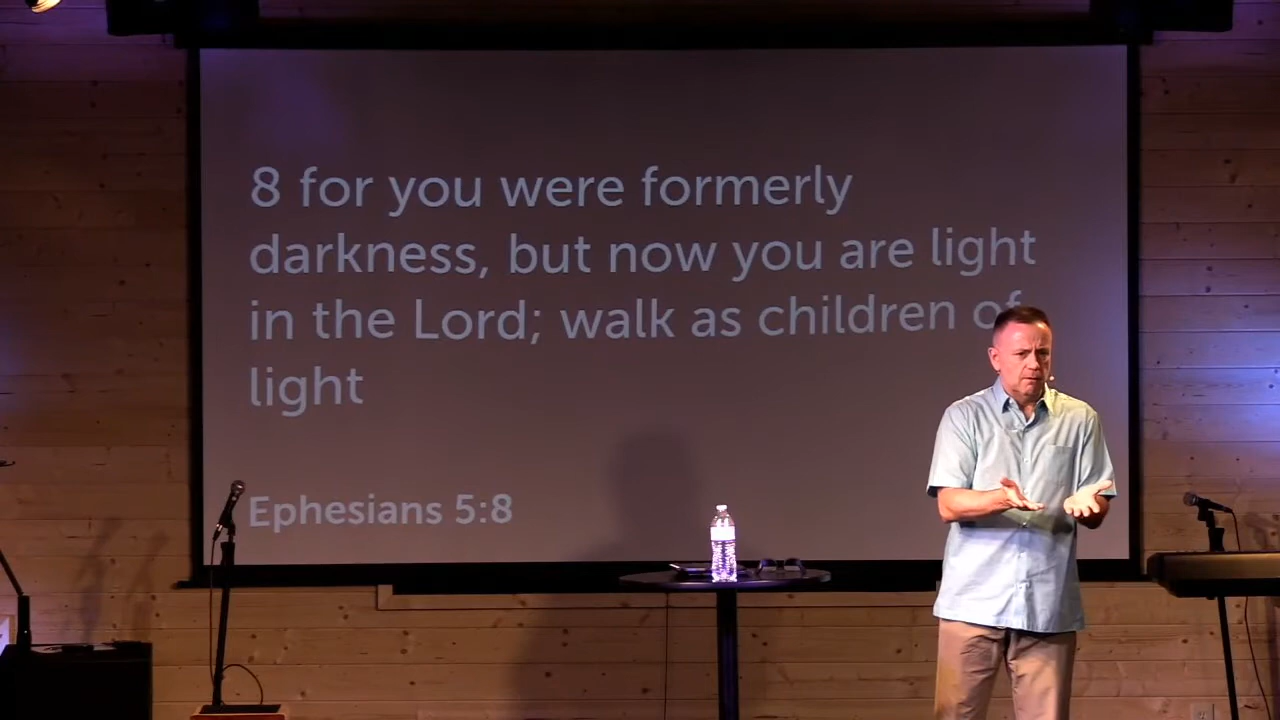 8 for you were formerly
darkness, but now you are light
in the Lord; walk as children of
light
Ephesians 5:8